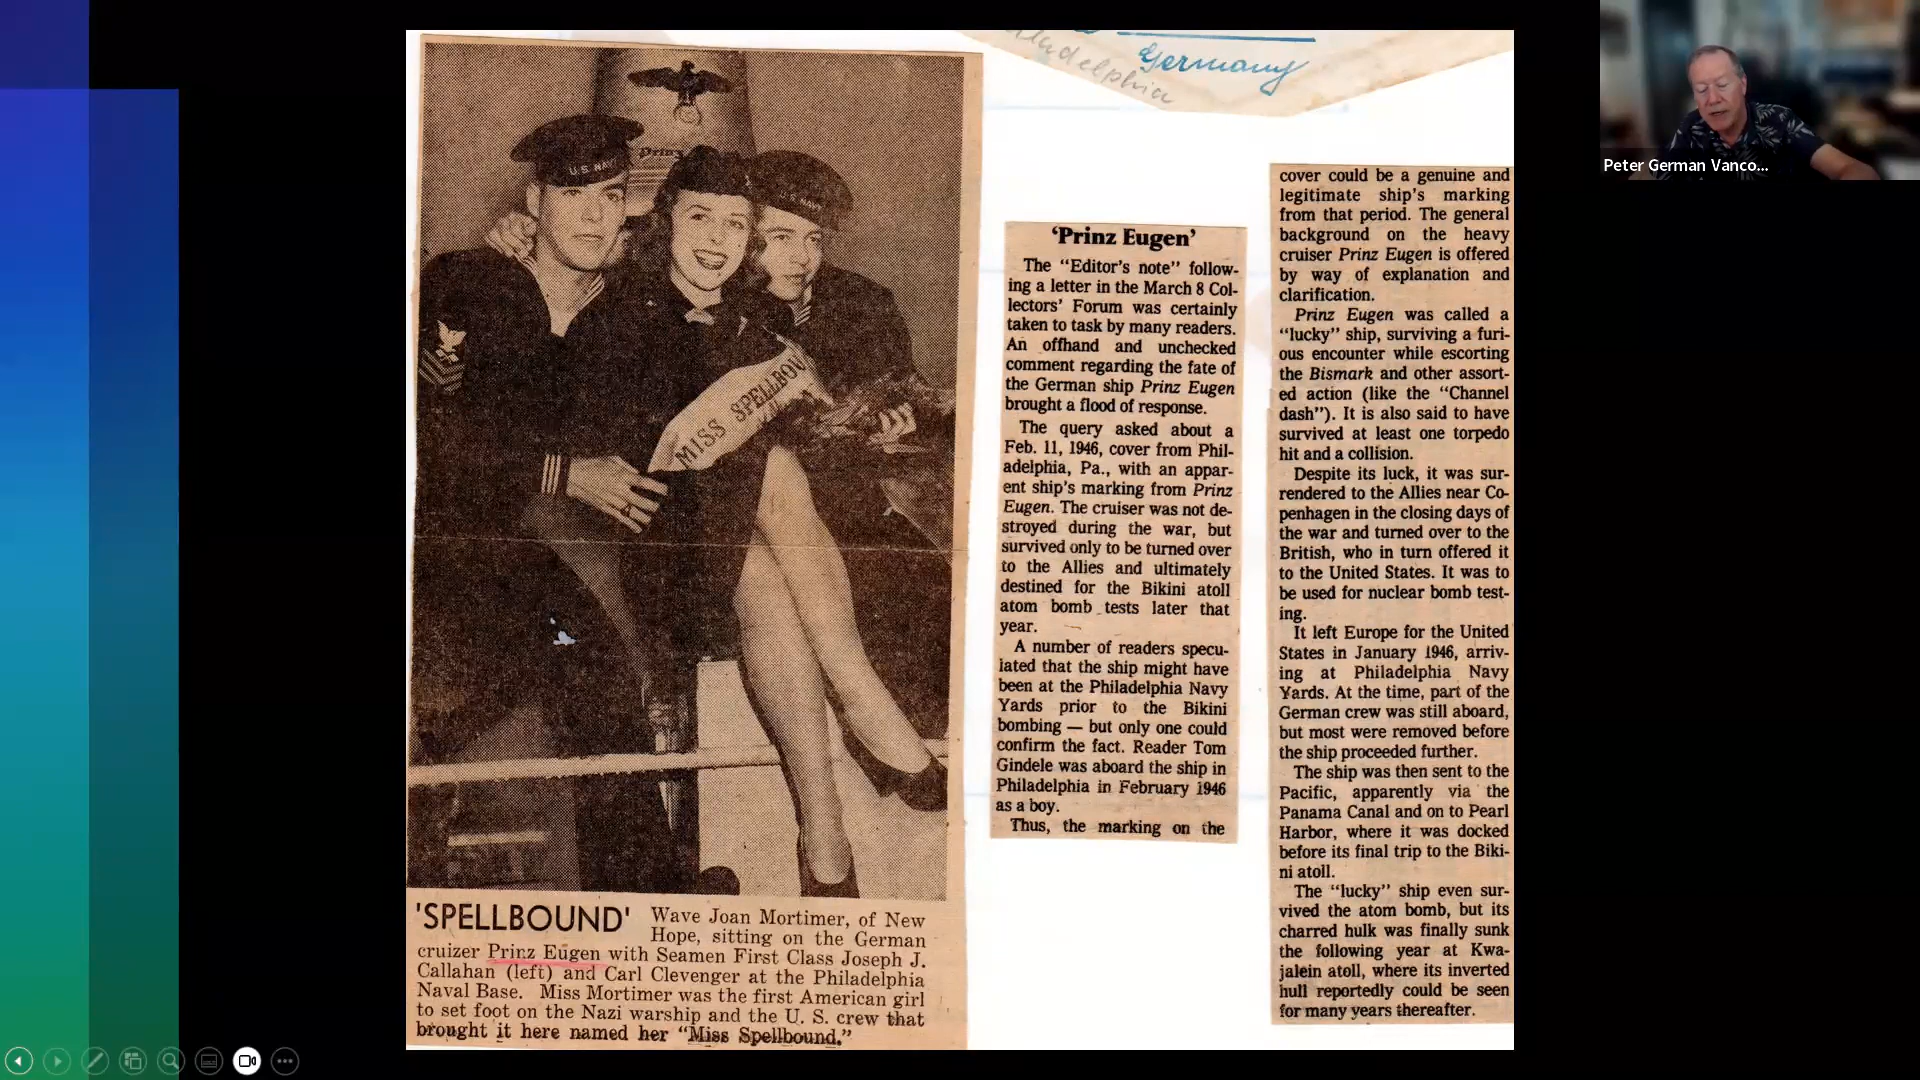 Philadelphia
Germany
U.S. NAVY
Prinz
U.S. NAVY
MISS SPELLBOU
'SPELLBOUND' Wave Joan Mortimer, of New
Hope, sitting on the German
cruizer Prinz Eugen with Seamen First Class Joseph J.
Callahan (left) and Carl Clevenger at the Philadelphia
Naval Base. Miss Mortimer was the first American girl
to set foot on the Nazi warship and the U. S. crew that
brought it here named her “Miss Spellbound.”
‘Prinz Eugen’
The “Editor’s note” follow-
ing a letter in the March 8 Col-
lectors’ Forum was certainly
taken to task by many readers.
An offhand and unchecked
comment regarding the fate of
the German ship Prinz Eugen
brought a flood of response.
The query asked about a
Feb. 11, 1946, cover from Phil-
adelphia, Pa., with an appar-
ent ship’s marking from Prinz
Eugen. The cruiser was not de-
stroyed during the war, but
survived only to be turned over
to the Allies and ultimately
destined for the Bikini atoll
atom bomb tests later that
year.
A number of readers specu-
lated that the ship might have
been at the Philadelphia Navy
Yards prior to the Bikini
bombing — but only one could
confirm the fact. Reader Tom
Gindele was aboard the ship in
Philadelphia in February 1946
as a boy.
Thus, the marking on the
cover could be a genuine and
legitimate ship’s marking
from that period. The general
background on the heavy
cruiser Prinz Eugen is offered
by way of explanation and
clarification.
Prinz Eugen was called a
“lucky” ship, surviving a furi-
ous encounter while escorting
the Bismark and other assort-
ed action (like the “Channel
dash”). It is also said to have
survived at least one torpedo
hit and a collision.
Despite its luck, it was sur-
rendered to the Allies near Co-
penhagen in the closing days of
the war and turned over to the
British, who in turn offered it
to the United States. It was to
be used for nuclear bomb test-
ing.
It left Europe for the United
States in January 1946, arriv-
ing at Philadelphia Navy
Yards. At the time, part of the
German crew was still aboard,
but most were removed before
the ship proceeded further.
The ship was then sent to the
Pacific, apparently via the
Panama Canal and on to Pearl
Harbor, where it was docked
before its final trip to the Biki-
ni atoll.
The “lucky” ship even sur-
vived the atom bomb, but its
charred hulk was finally sunk
the following year at Kwa-
jalein atoll, where its inverted
hull reportedly could be seen
for many years thereafter.
Peter German Vanco...